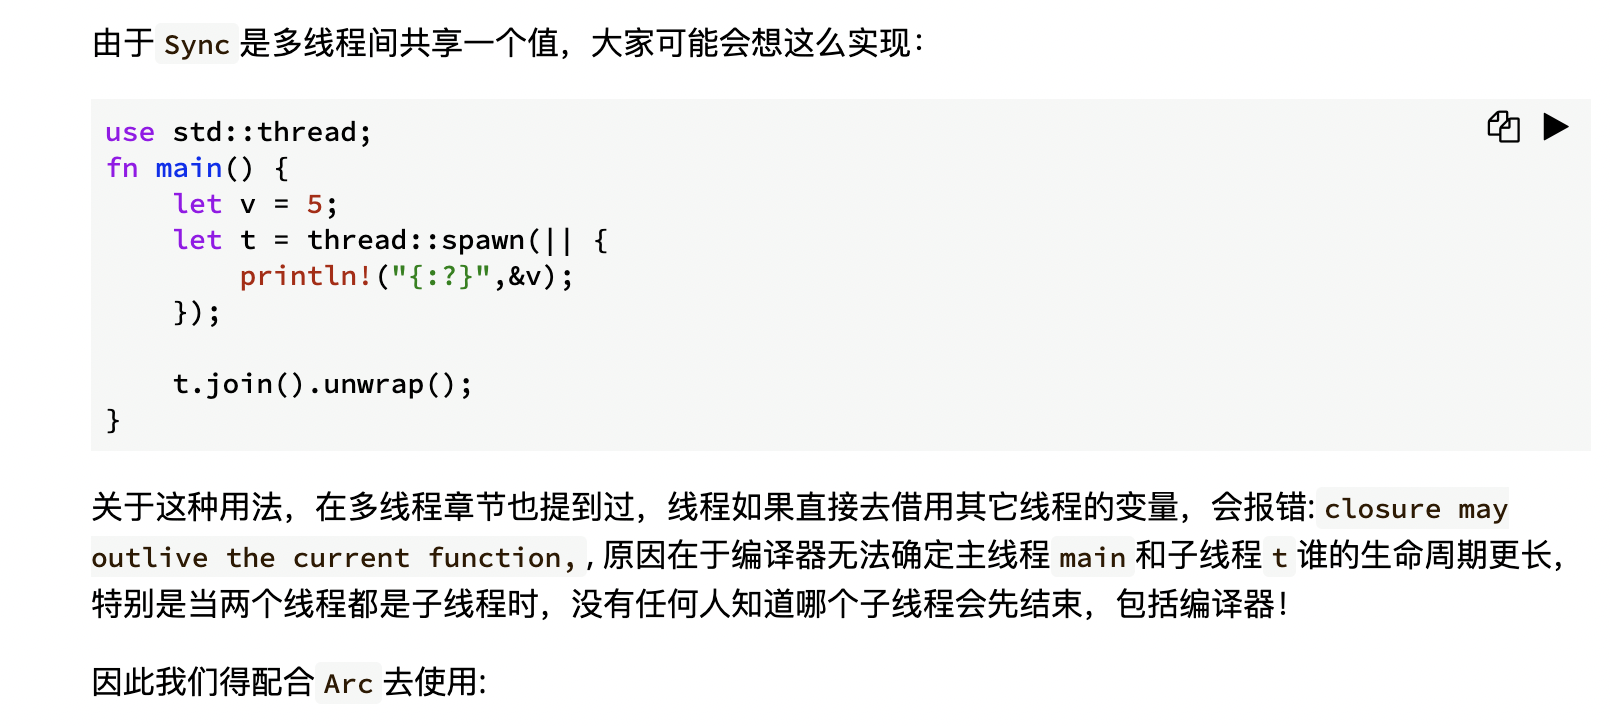 由于 Sync 是多线程间共享一个值，大家可能会想这么实现：
use std::thread;
fn main() {
    let v = 5;
    let t = thread::spawn(|| {
        println!("{:?}",&v);
    });
    t.join().unwrap();
}
关于这种用法，在多线程章节也提到过，线程如果直接去借用其它线程的变量，会报错: closure may
outlive the current function, , 原因在于编译器无法确定主线程 main 和子线程 t 谁的生命周期更长，
特别是当两个线程都是子线程时，没有任何人知道哪个子线程会先结束，包括编译器！
因此我们得配合 Arc 去使用: